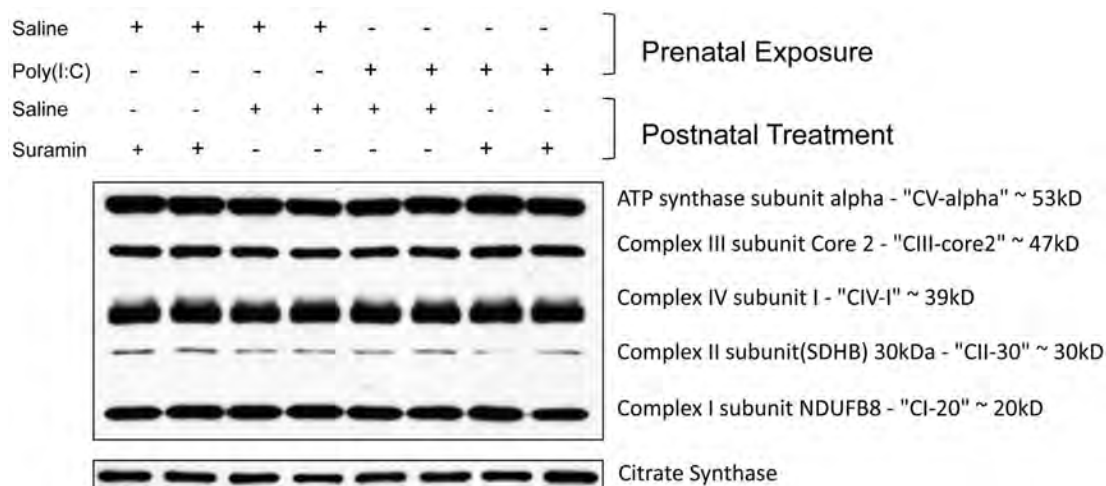 Saline + + + + - - - -
Prenatal Exposure
Poly(I:C) - - - - + + + +
Saline - - + + + + - -
Postnatal Treatment
Suramin + + - - - - + +
ATP synthase subunit alpha - "CV-alpha" ~ 53kD
Complex III subunit Core 2 - "CIII-core2" ~ 47kD
Complex IV subunit I - "CIV-I" ~ 39kD
Complex II subunit(SDHB) 30kDa - "CII-30" ~ 30kD
Complex I subunit NDUFB8 - "CI-20" ~ 20kD
Citrate Synthase